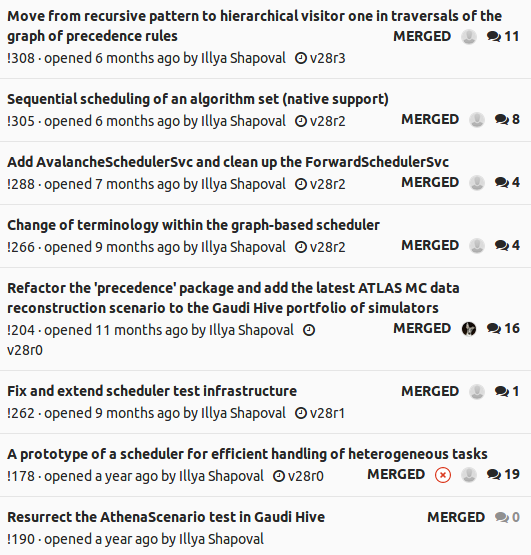 Move from recursive pattern to hierarchical visitor one in traversals of the
graph of precedence rules MERGED 11
!308 · opened 6 months ago by Illya Shapoval v28r3
Sequential scheduling of an algorithm set (native support)
!305 · opened 6 months ago by Illya Shapoval v28r2 MERGED 8
Add AvalancheSchedulerSvc and clean up the ForwardSchedulerSvc
!288 · opened 7 months ago by Illya Shapoval v28r2 MERGED 4
Change of terminology within the graph-based scheduler
!266 · opened 9 months ago by Illya Shapoval v28r2 MERGED 4
Refactor the 'precedence' package and add the latest ATLAS MC data
reconstruction scenario to the Gaudi Hive portfolio of simulators
!204 · opened 11 months ago by Illya Shapoval MERGED 16
v28r0
Fix and extend scheduler test infrastructure MERGED 1
!262 · opened 9 months ago by Illya Shapoval v28r1
A prototype of a scheduler for efficient handling of heterogeneous tasks
!178 · opened a year ago by Illya Shapoval v28r0 MERGED 19
Resurrect the AthenaScenario test in Gaudi Hive MERGED 0
!190 · opened a year ago by Illya Shapoval